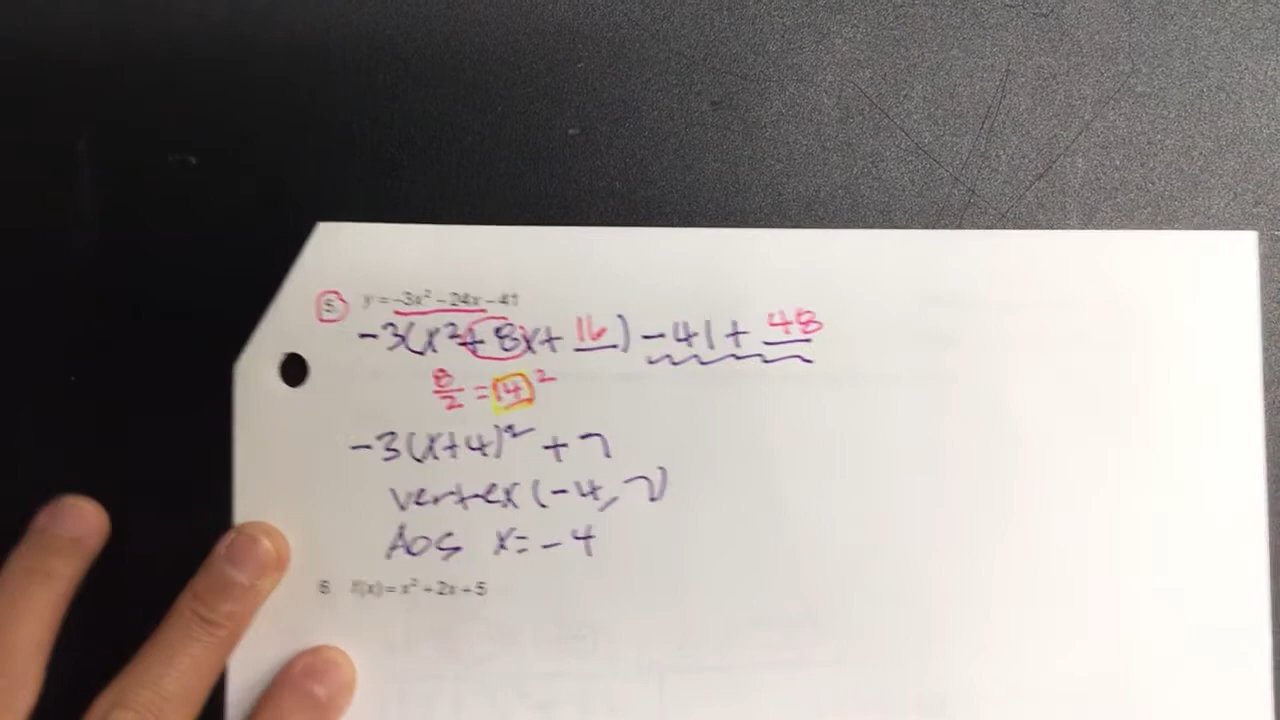 5. y = -3x² - 24x - 41
-3(x² + 8x + 16) - 41 + 48
8/2 = 4²
-3(x+4)² + 7
vertex (-4, 7)
AOS x = -4
6. f(x) = x² + 2x + 5